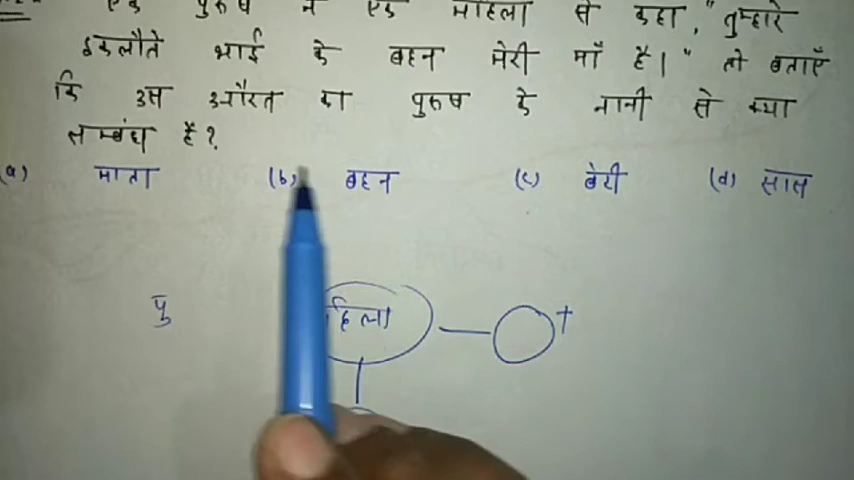 एक पुरुष ने एक महिला से कहा, "तुम्हारे
इकलौते भाई के बहन मेरी माँ है।" तो बताएँ
कि उस औरत का पुरुष के नानी से क्या
सम्बंध है?
(a) माता (b) बहन (c) बेटी (d) सास
पु हिला +